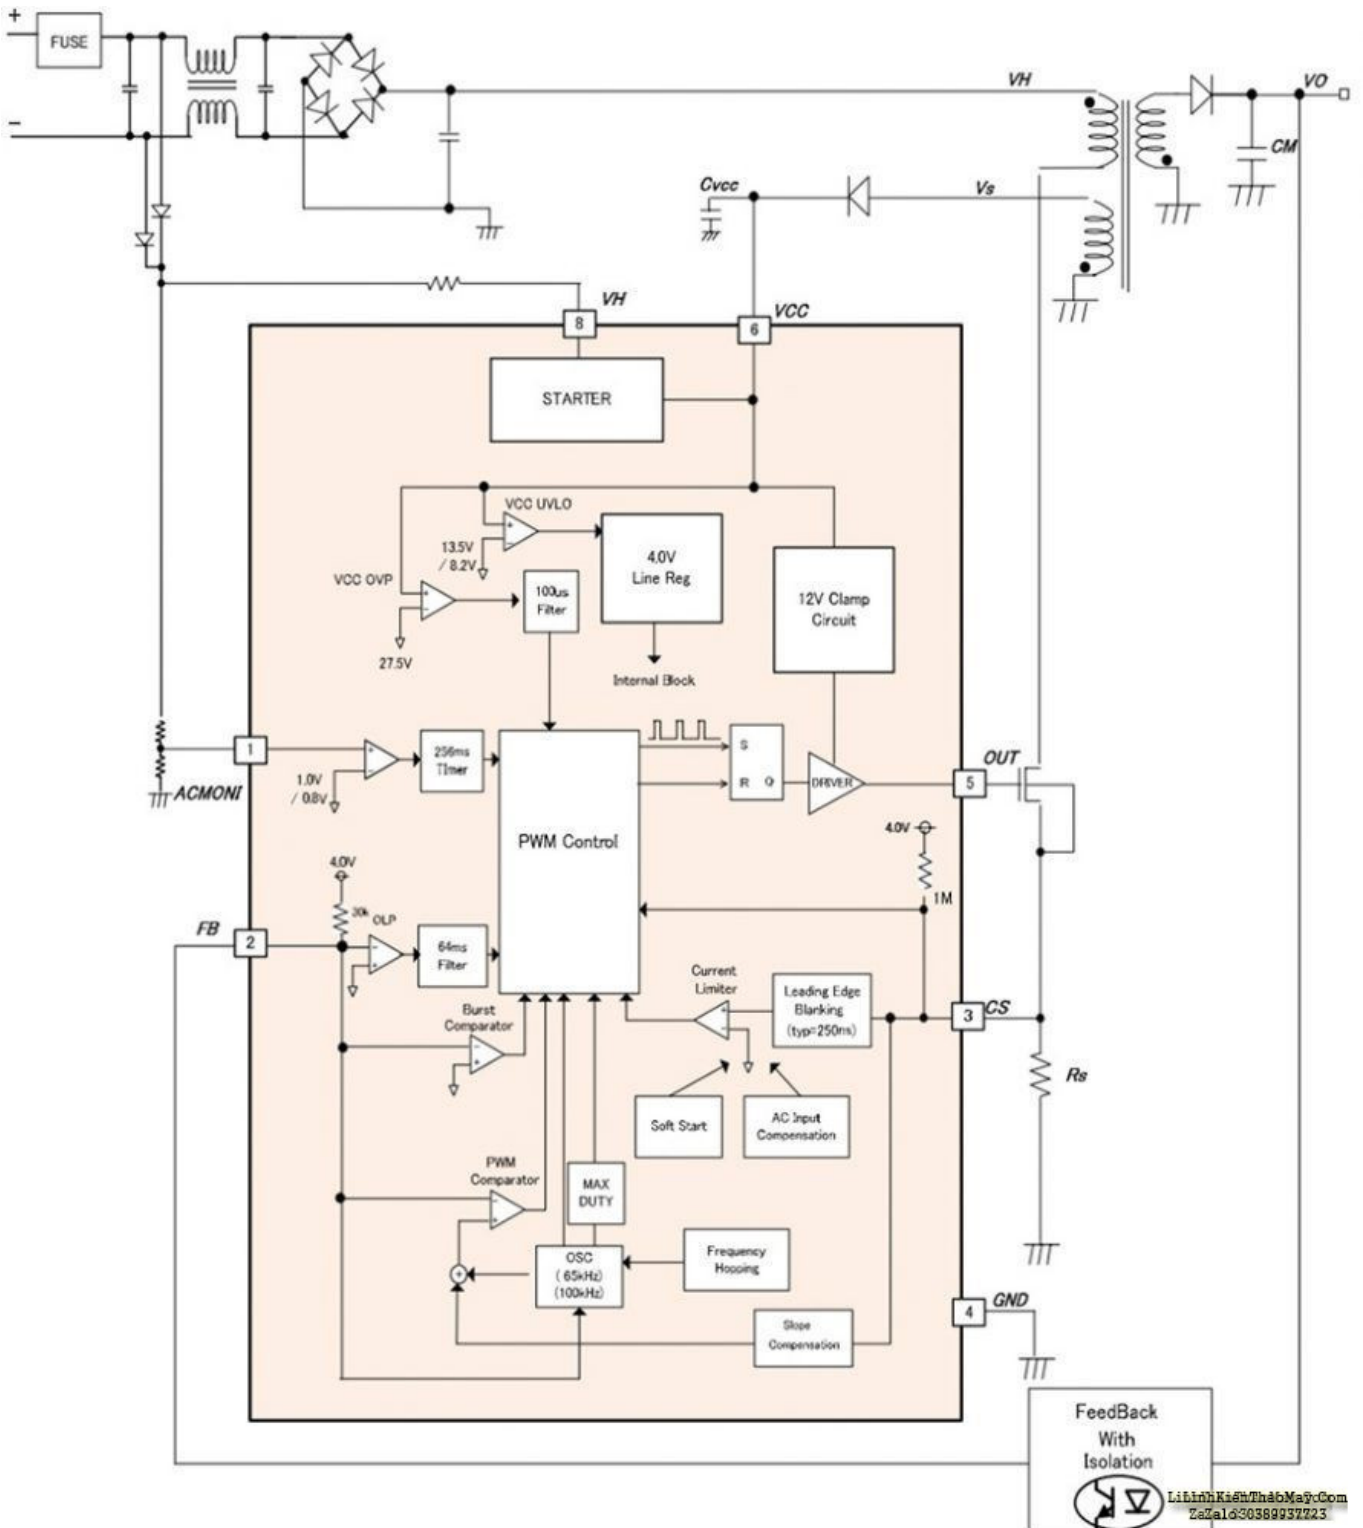 +
FUSE
−
VH
VO
CM
Cvcc
Vs
VH
VCC
8
6
STARTER
VCC UVLO
13.5V
/ 8.2V
4.0V
Line Reg
VCC OVP
100us
Filter
12V Clamp
Circuit
27.5V
Internal Block
1
ACMONI
1.0V
/ 0.8V
256ms
Timer
PWM Control
S
R
Q
DRIVER
OUT
5
4.0V
1M
4.0V
30k
OLP
FB
2
64ms
Filter
Current
Limiter
Leading Edge
Blanking
(typ=250ns)
3
CS
Burst
Comparator
Rs
Soft Start
AC Input
Compensation
PWM
Comparator
MAX
DUTY
OSC
( 65kHz)
(100kHz)
Frequency
Hopping
4
GND
Slope
Compensation
FeedBack
With
Isolation